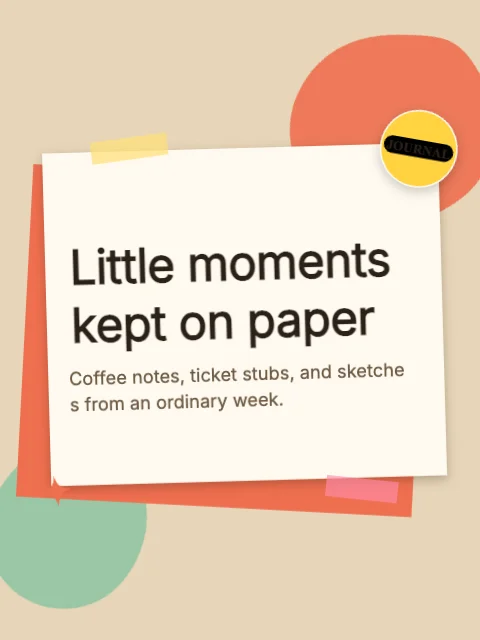 JOURNAL
Little moments
kept on paper
Coffee notes, ticket stubs, and sketche
s from an ordinary week.